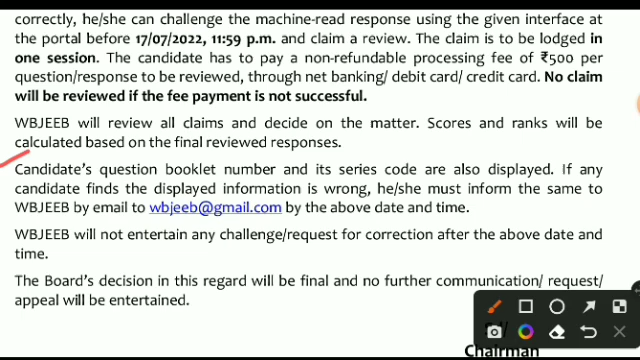 correctly, he/she can challenge the machine-read response using the given interface at
the portal before 17/07/2022, 11:59 p.m. and claim a review. The claim is to be lodged in
one session. The candidate has to pay a non-refundable processing fee of ₹500 per
question/response to be reviewed, through net banking/ debit card/ credit card. No claim
will be reviewed if the fee payment is not successful.
WBJEEB will review all claims and decide on the matter. Scores and ranks will be
calculated based on the final reviewed responses.
Candidate's question booklet number and its series code are also displayed. If any
candidate finds the displayed information is wrong, he/she must inform the same to
WBJEEB by email to wbjeeb@gmail.com by the above date and time.
WBJEEB will not entertain any challenge/request for correction after the above date and
time.
The Board's decision in this regard will be final and no further communication/ request/
appeal will be entertained.
Chairman